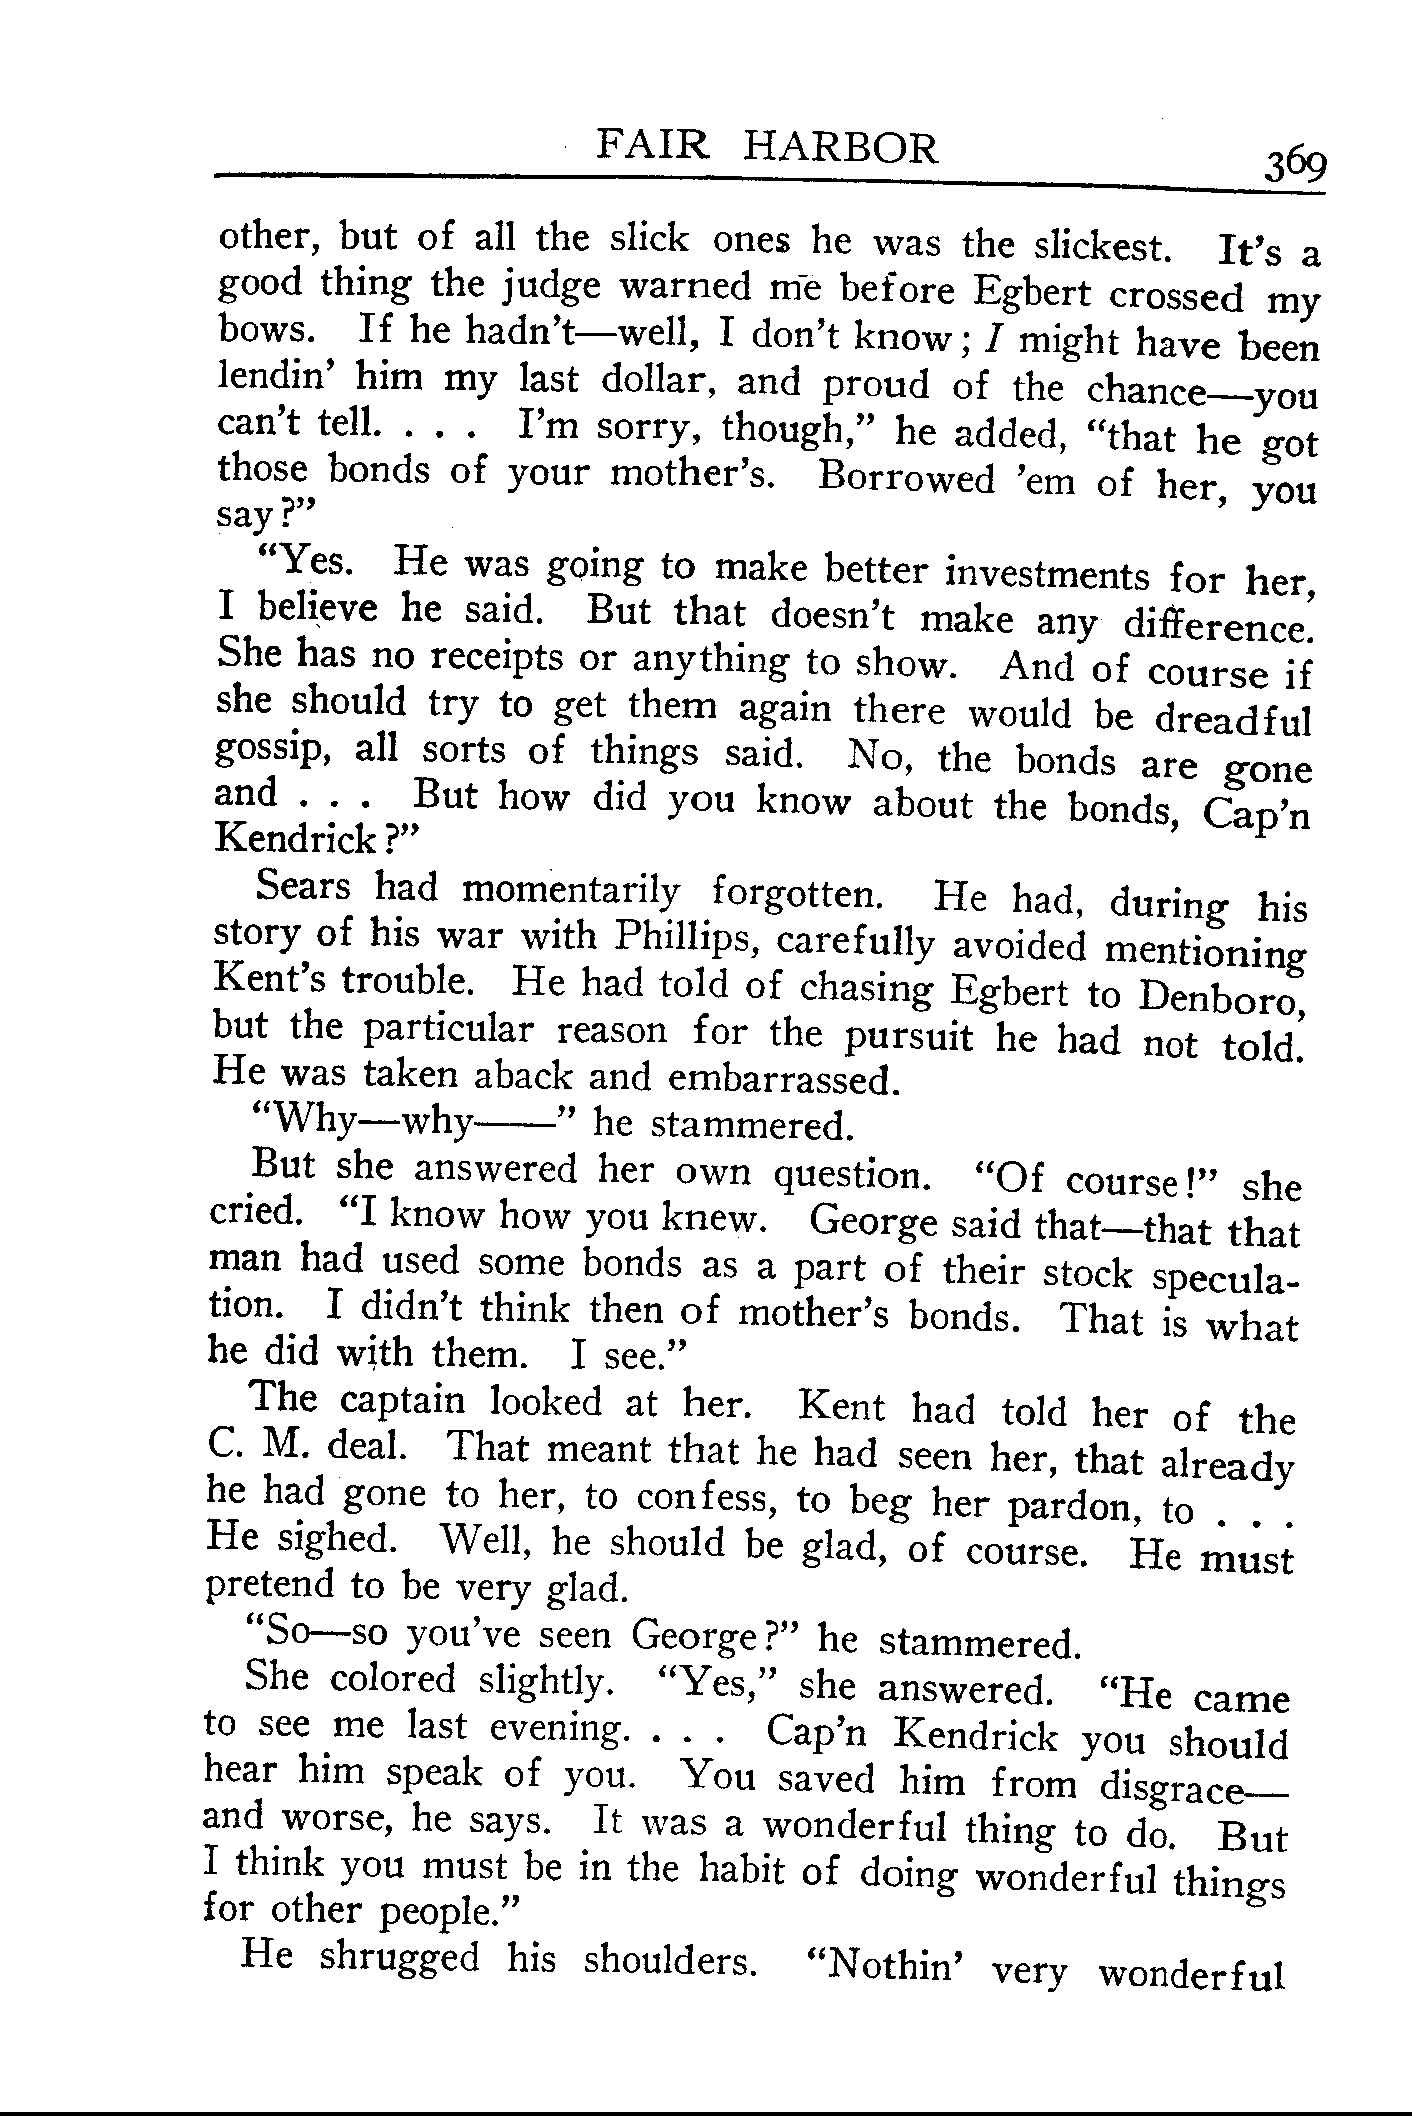 FAIR HARBOR 369
other, but of all the slick ones he was the slickest. It's a
good thing the judge warned me before Egbert crossed my
bows. If he hadn't—well, I don't know; I might have been
lendin' him my last dollar, and proud of the chance—you
can't tell. . . . I'm sorry, though,” he added, “that he got
those bonds of your mother's. Borrowed 'em of her, you
say?”
“Yes. He was going to make better investments for her,
I believe he said. But that doesn't make any difference.
She has no receipts or anything to show. And of course if
she should try to get them again there would be dreadful
gossip, all sorts of things said. No, the bonds are gone
and . . . But how did you know about the bonds, Cap'n
Kendrick?”
Sears had momentarily forgotten. He had, during his
story of his war with Phillips, carefully avoided mentioning
Kent's trouble. He had told of chasing Egbert to Denboro,
but the particular reason for the pursuit he had not told.
He was taken aback and embarrassed.
“Why—why——” he stammered.
But she answered her own question. “Of course!” she
cried. “I know how you knew. George said that—that that
man had used some bonds as a part of their stock specula-
tion. I didn't think then of mother's bonds. That is what
he did with them. I see.”
The captain looked at her. Kent had told her of the
C. M. deal. That meant that he had seen her, that already
he had gone to her, to confess, to beg her pardon, to . . .
He sighed. Well, he should be glad, of course. He must
pretend to be very glad.
“So—so you've seen George?” he stammered.
She colored slightly. “Yes,” she answered. “He came
to see me last evening. . . . Cap'n Kendrick you should
hear him speak of you. You saved him from disgrace—
and worse, he says. It was a wonderful thing to do. But
I think you must be in the habit of doing wonderful things
for other people.”
He shrugged his shoulders. “Nothin' very wonderful